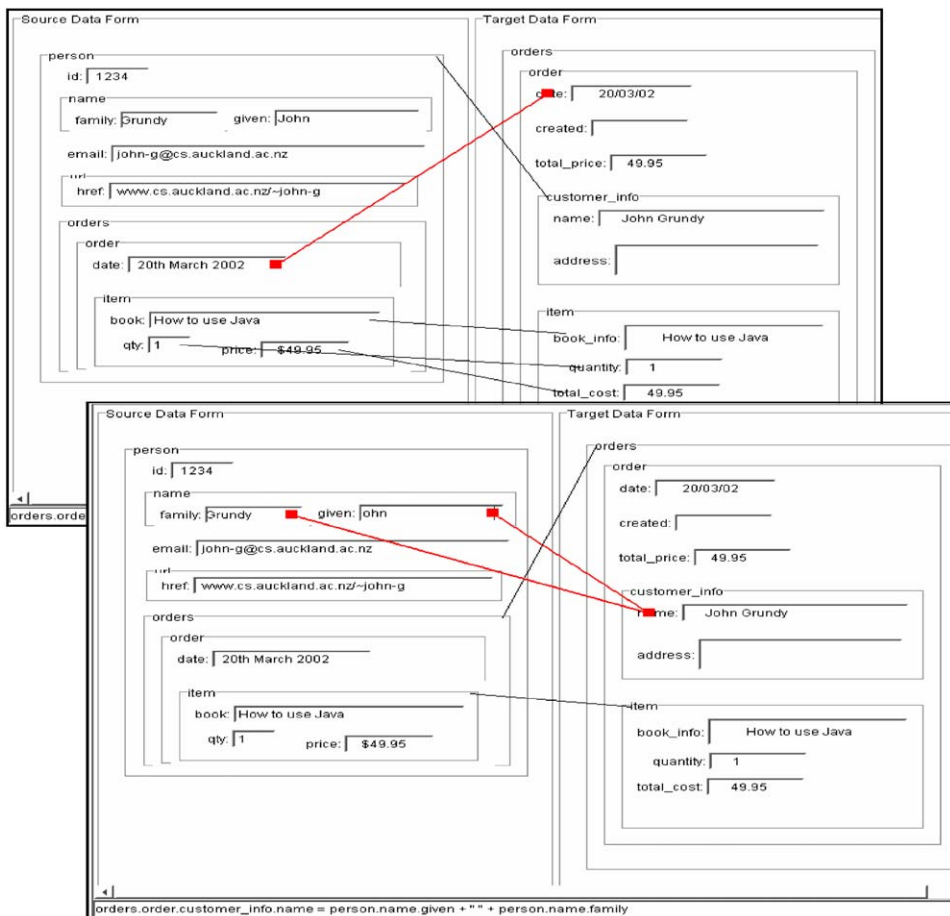 Source Data Form
Target Data Form
person
id: 1234
name
family: Grundy given: John
email: john-g@cs.auckland.ac.nz
url
href: www.cs.auckland.ac.nz/~john-g
orders
order
date: 20th March 2002
item
book: How to use Java
qty: 1 price: $49.95
orders
order
date: 20/03/02
created:
total_price: 49.95
customer_info
name: John Grundy
address:
item
book_info: How to use Java
quantity: 1
total_cost: 49.95
orders.orde
Source Data Form
Target Data Form
person
id: 1234
name
family: Grundy given: ohn
email: john-g@cs.auckland.ac.nz
url
href: www.cs.auckland.ac.nz/~john-g
orders
order
date: 20th March 2002
item
book: How to use Java
qty: 1 price: $49.95
orders
order
date: 20/03/02
created:
total_price: 49.95
customer_info
name: John Grundy
address:
item
book_info: How to use Java
quantity: 1
total_cost: 49.95
orders.order.customer_info.name = person.name.given + " " + person.name.family